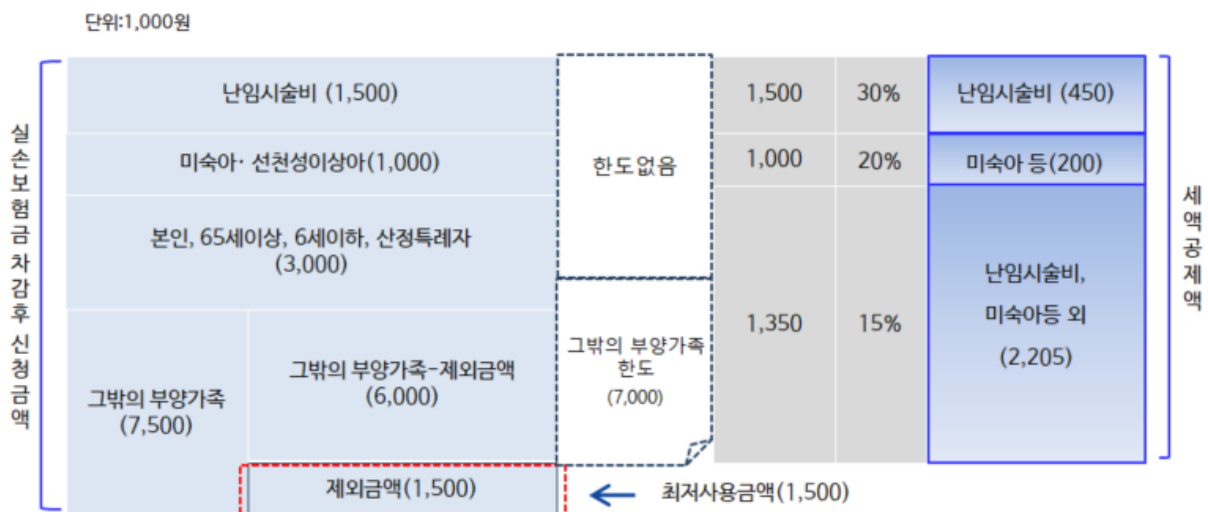 단위:1,000원
실손보험금차감후 신청금액
난임시술비 (1,500)
미숙아· 선천성이상아(1,000)
본인, 65세이상, 6세이하, 산정특례자
(3,000)
그밖의 부양가족
(7,500)
그밖의 부양가족-제외금액
(6,000)
제외금액(1,500)
한도없음
그밖의 부양가족
한도
(7,000)
최저사용금액(1,500)
1,500
30%
난임시술비 (450)
1,000
20%
미숙아 등(200)
1,350
15%
난임시술비,
미숙아등 외
(2,205)
세액공제액